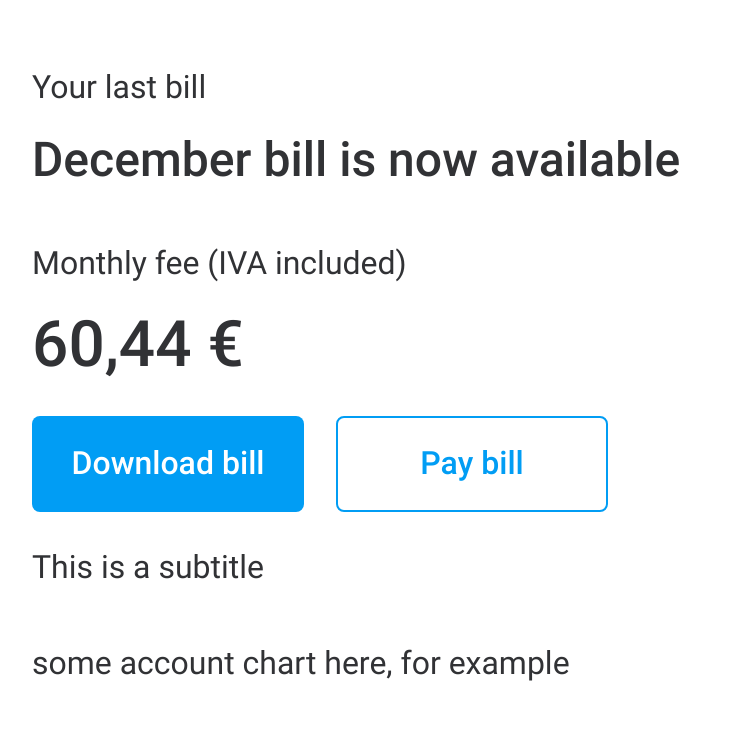 Your last bill
December bill is now available
Monthly fee (IVA included)
60,44 €
Download bill
Pay bill
This is a subtitle
some account chart here, for example